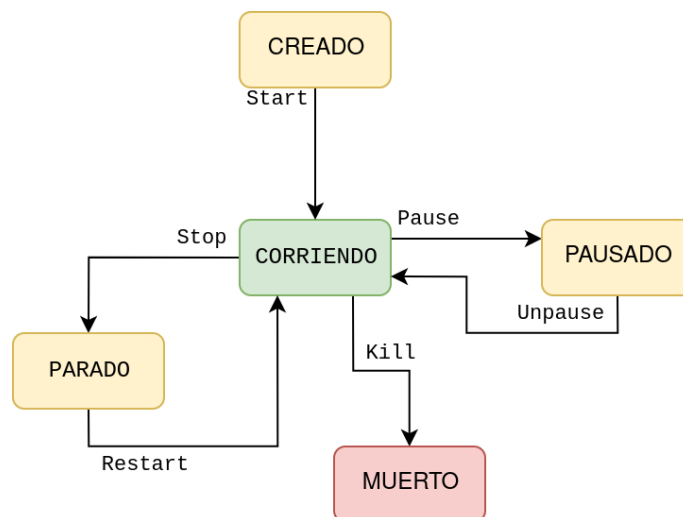 CREADO
Start
Pause
Stop
CORRIENDO
PAUSADO
Unpause
Kill
PARADO
Restart
MUERTO